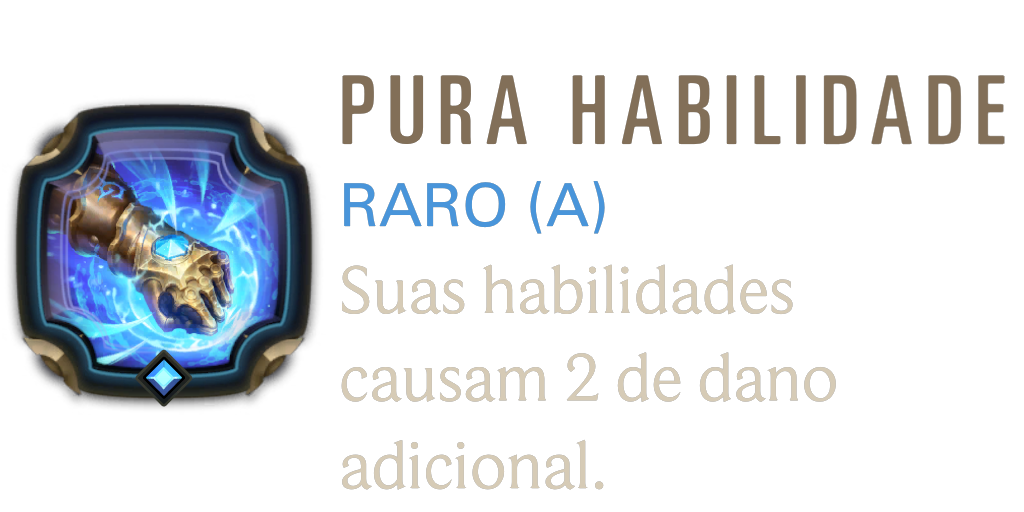 PURA HABILIDADE
RARO (A)
Suas habilidades
causam 2 de dano
adicional.